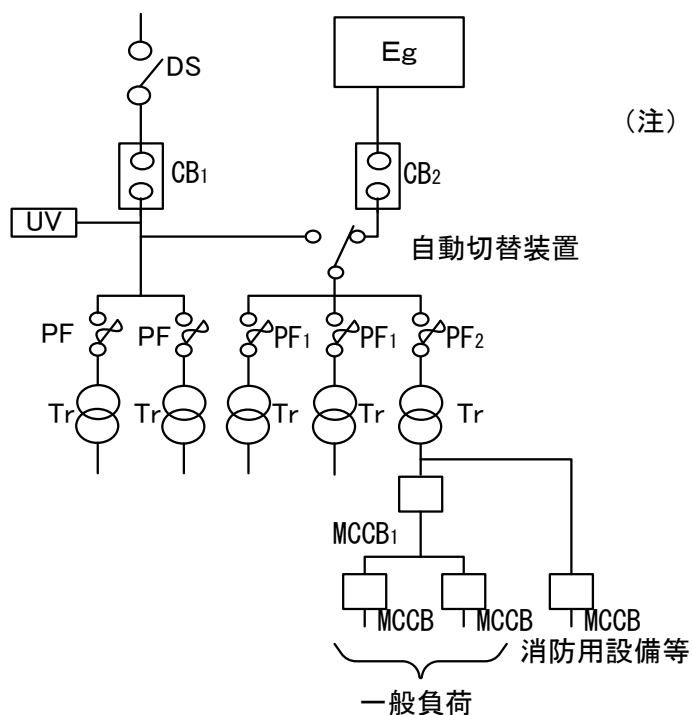 DS
Eg
(注)
CB1
CB2
UV
自動切替装置
PF
PF
PF1
PF1
PF2
Tr
Tr
Tr
Tr
Tr
MCCB1
MCCB
MCCB
MCCB
消防用設備等
一般負荷